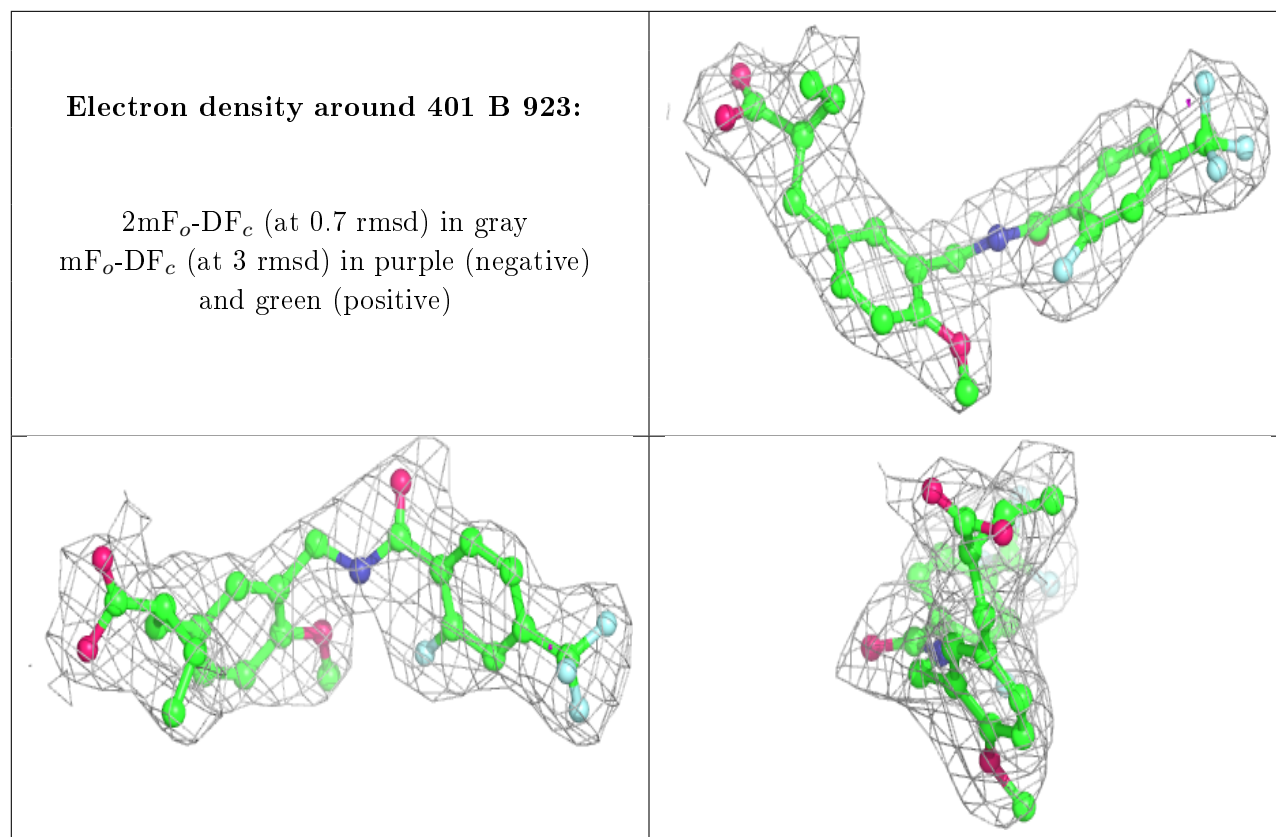 Electron density around 401 B 923:
2mFo-DFc (at 0.7 rmsd) in gray
mFo-DFc (at 3 rmsd) in purple (negative)
and green (positive)